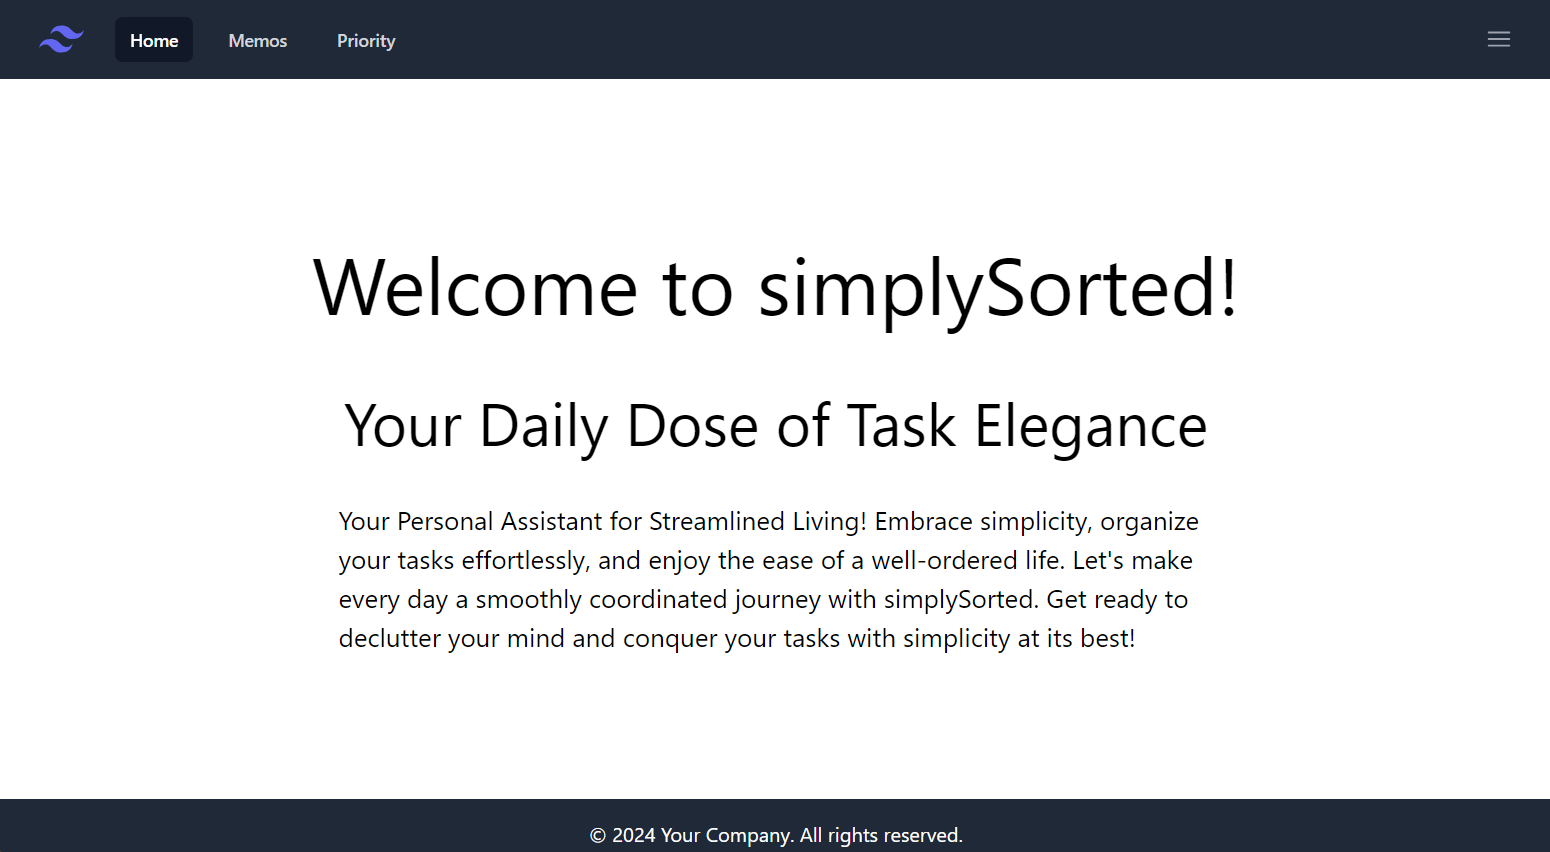 Home Memos Priority
Welcome to simplySorted!
Your Daily Dose of Task Elegance
Your Personal Assistant for Streamlined Living! Embrace simplicity, organize
your tasks effortlessly, and enjoy the ease of a well-ordered life. Let's make
every day a smoothly coordinated journey with simplySorted. Get ready to
declutter your mind and conquer your tasks with simplicity at its best!
© 2024 Your Company. All rights reserved.